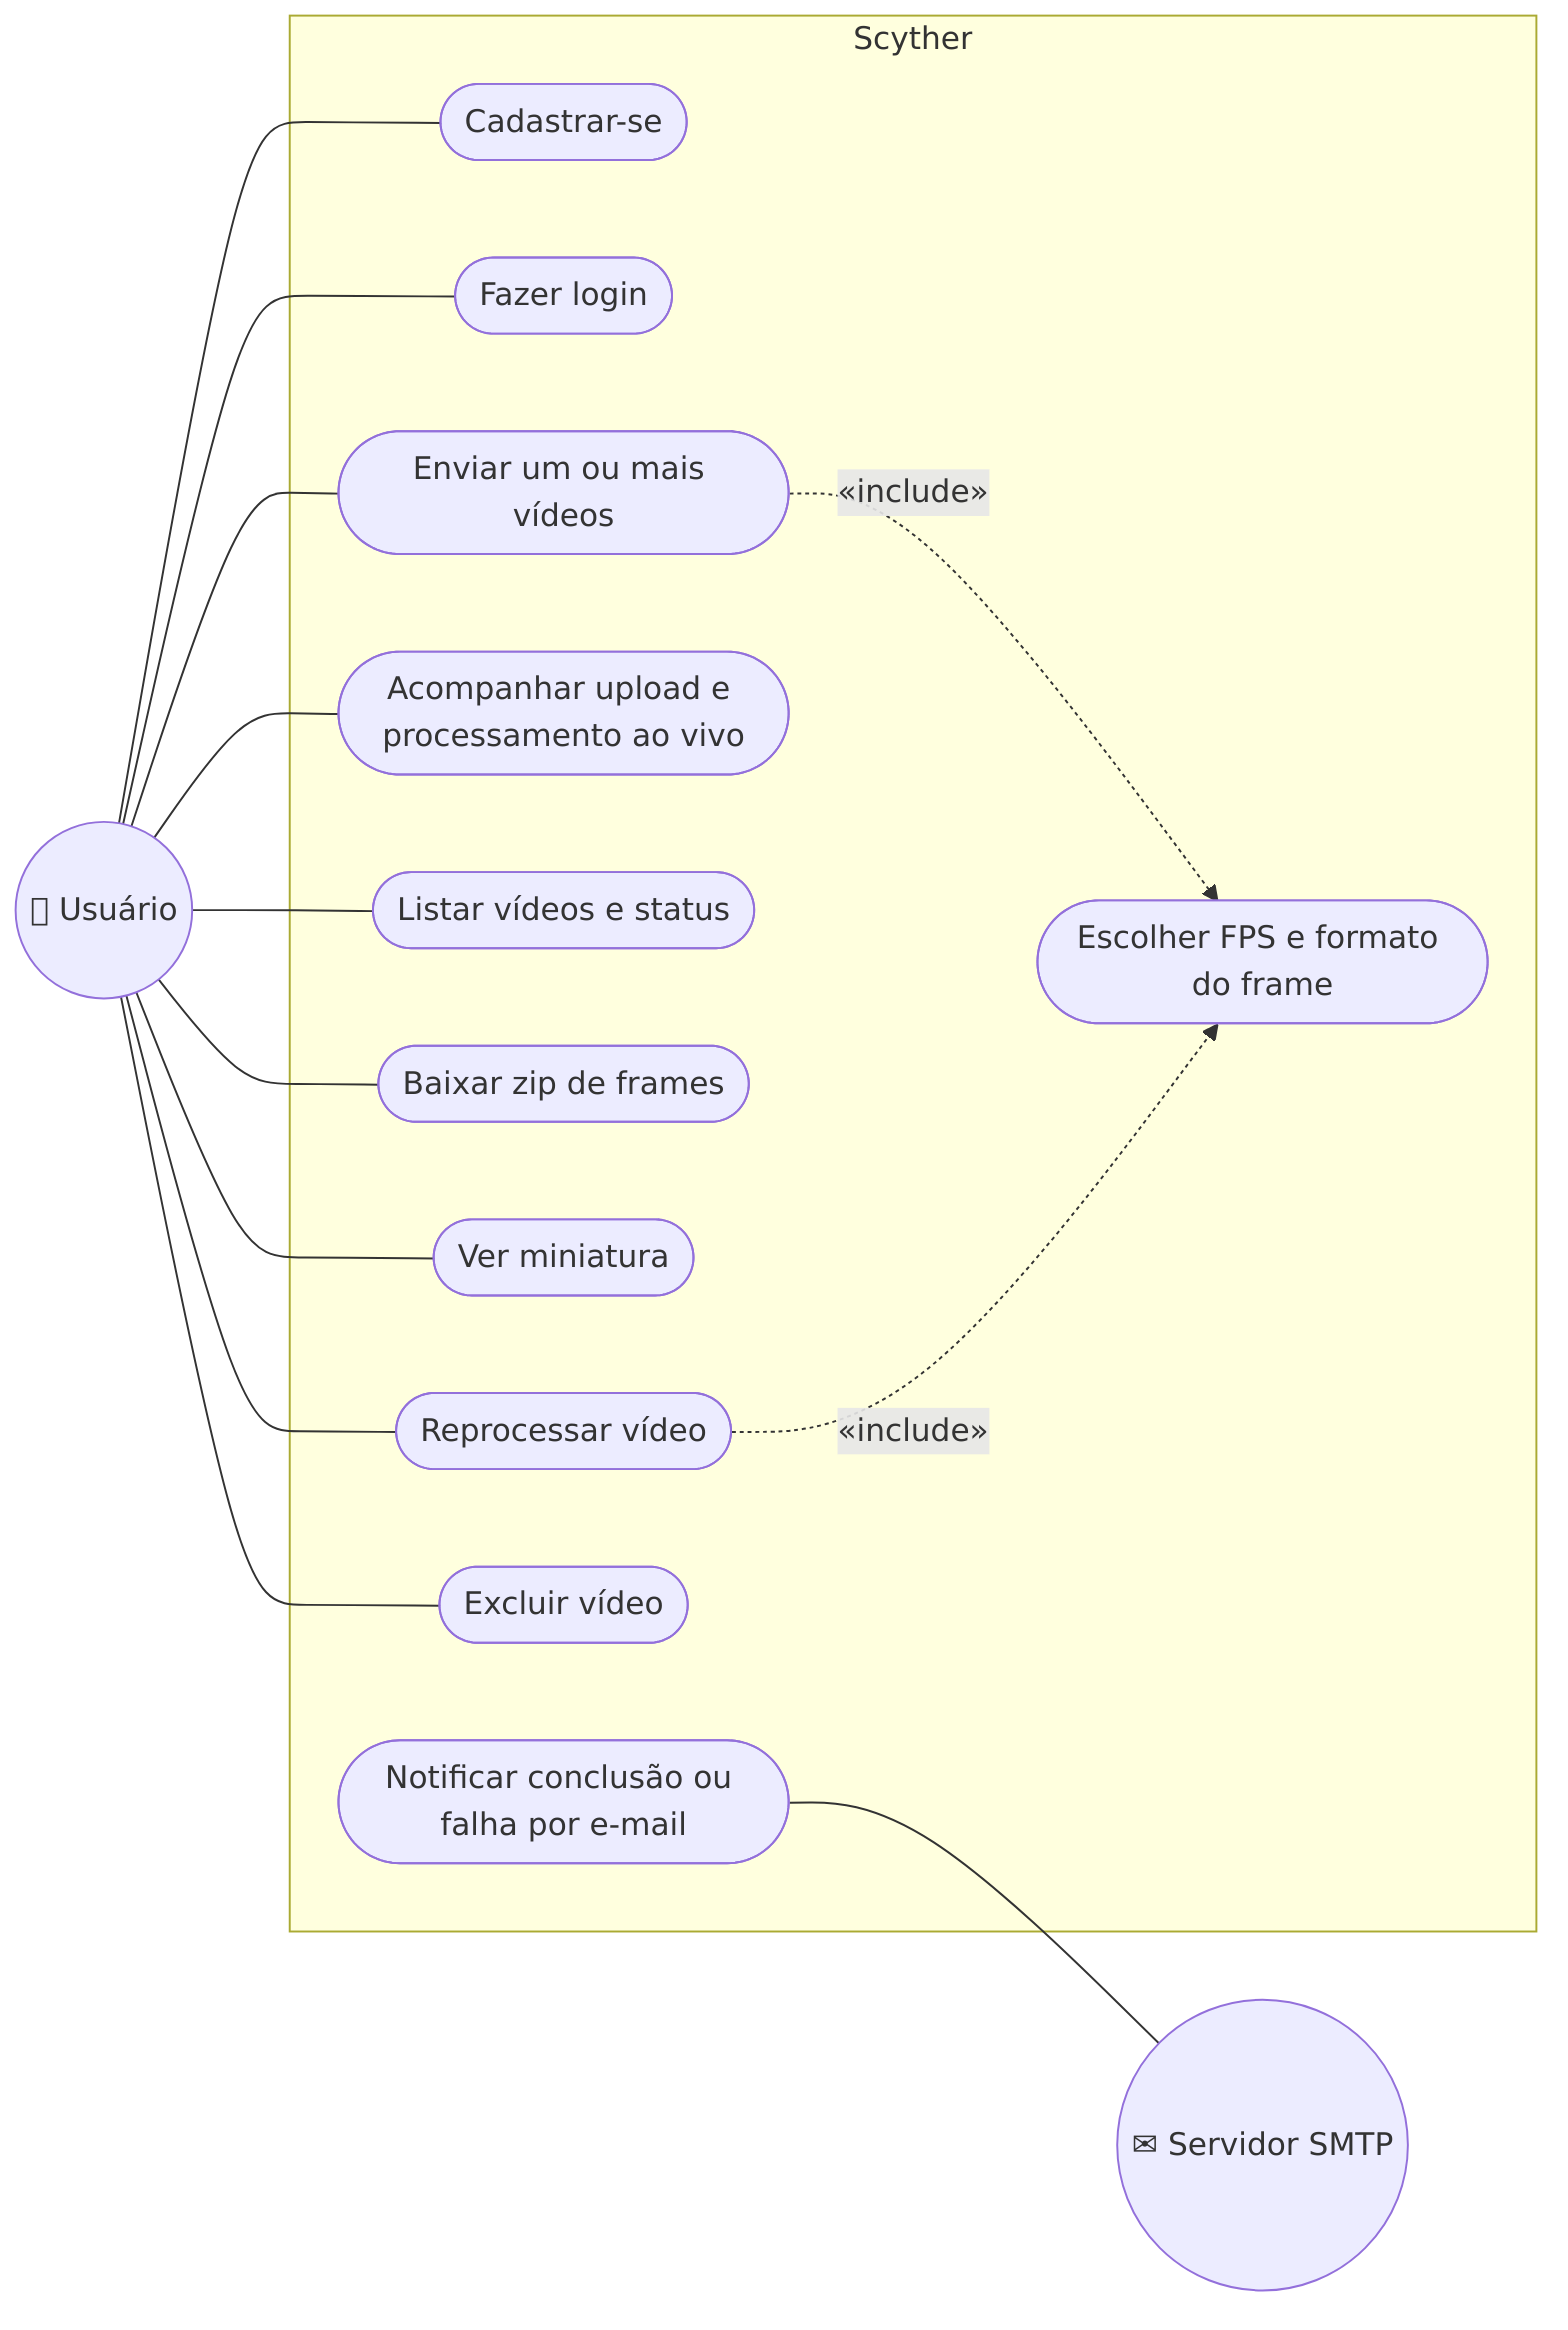 Scyther
Cadastrar-se
Fazer login
Enviar um ou mais
vídeos
«include»
Acompanhar upload e
processamento ao vivo
Usuário
Listar vídeos e status
Escolher FPS e formato
do frame
Baixar zip de frames
Ver miniatura
Reprocessar vídeo
«include»
Excluir vídeo
Notificar conclusão ou
falha por e-mail
✉ Servidor SMTP